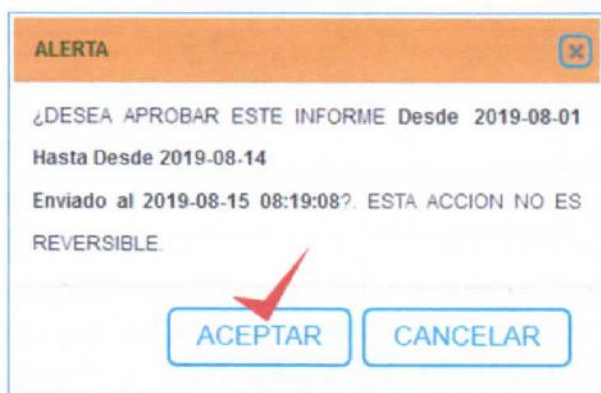 ALERTA
¿DESEA APROBAR ESTE INFORME Desde 2019-08-01
Hasta Desde 2019-08-14
Enviado al 2019-08-15 08:19:08?. ESTA ACCION NO ES
REVERSIBLE.
ACEPTAR CANCELAR